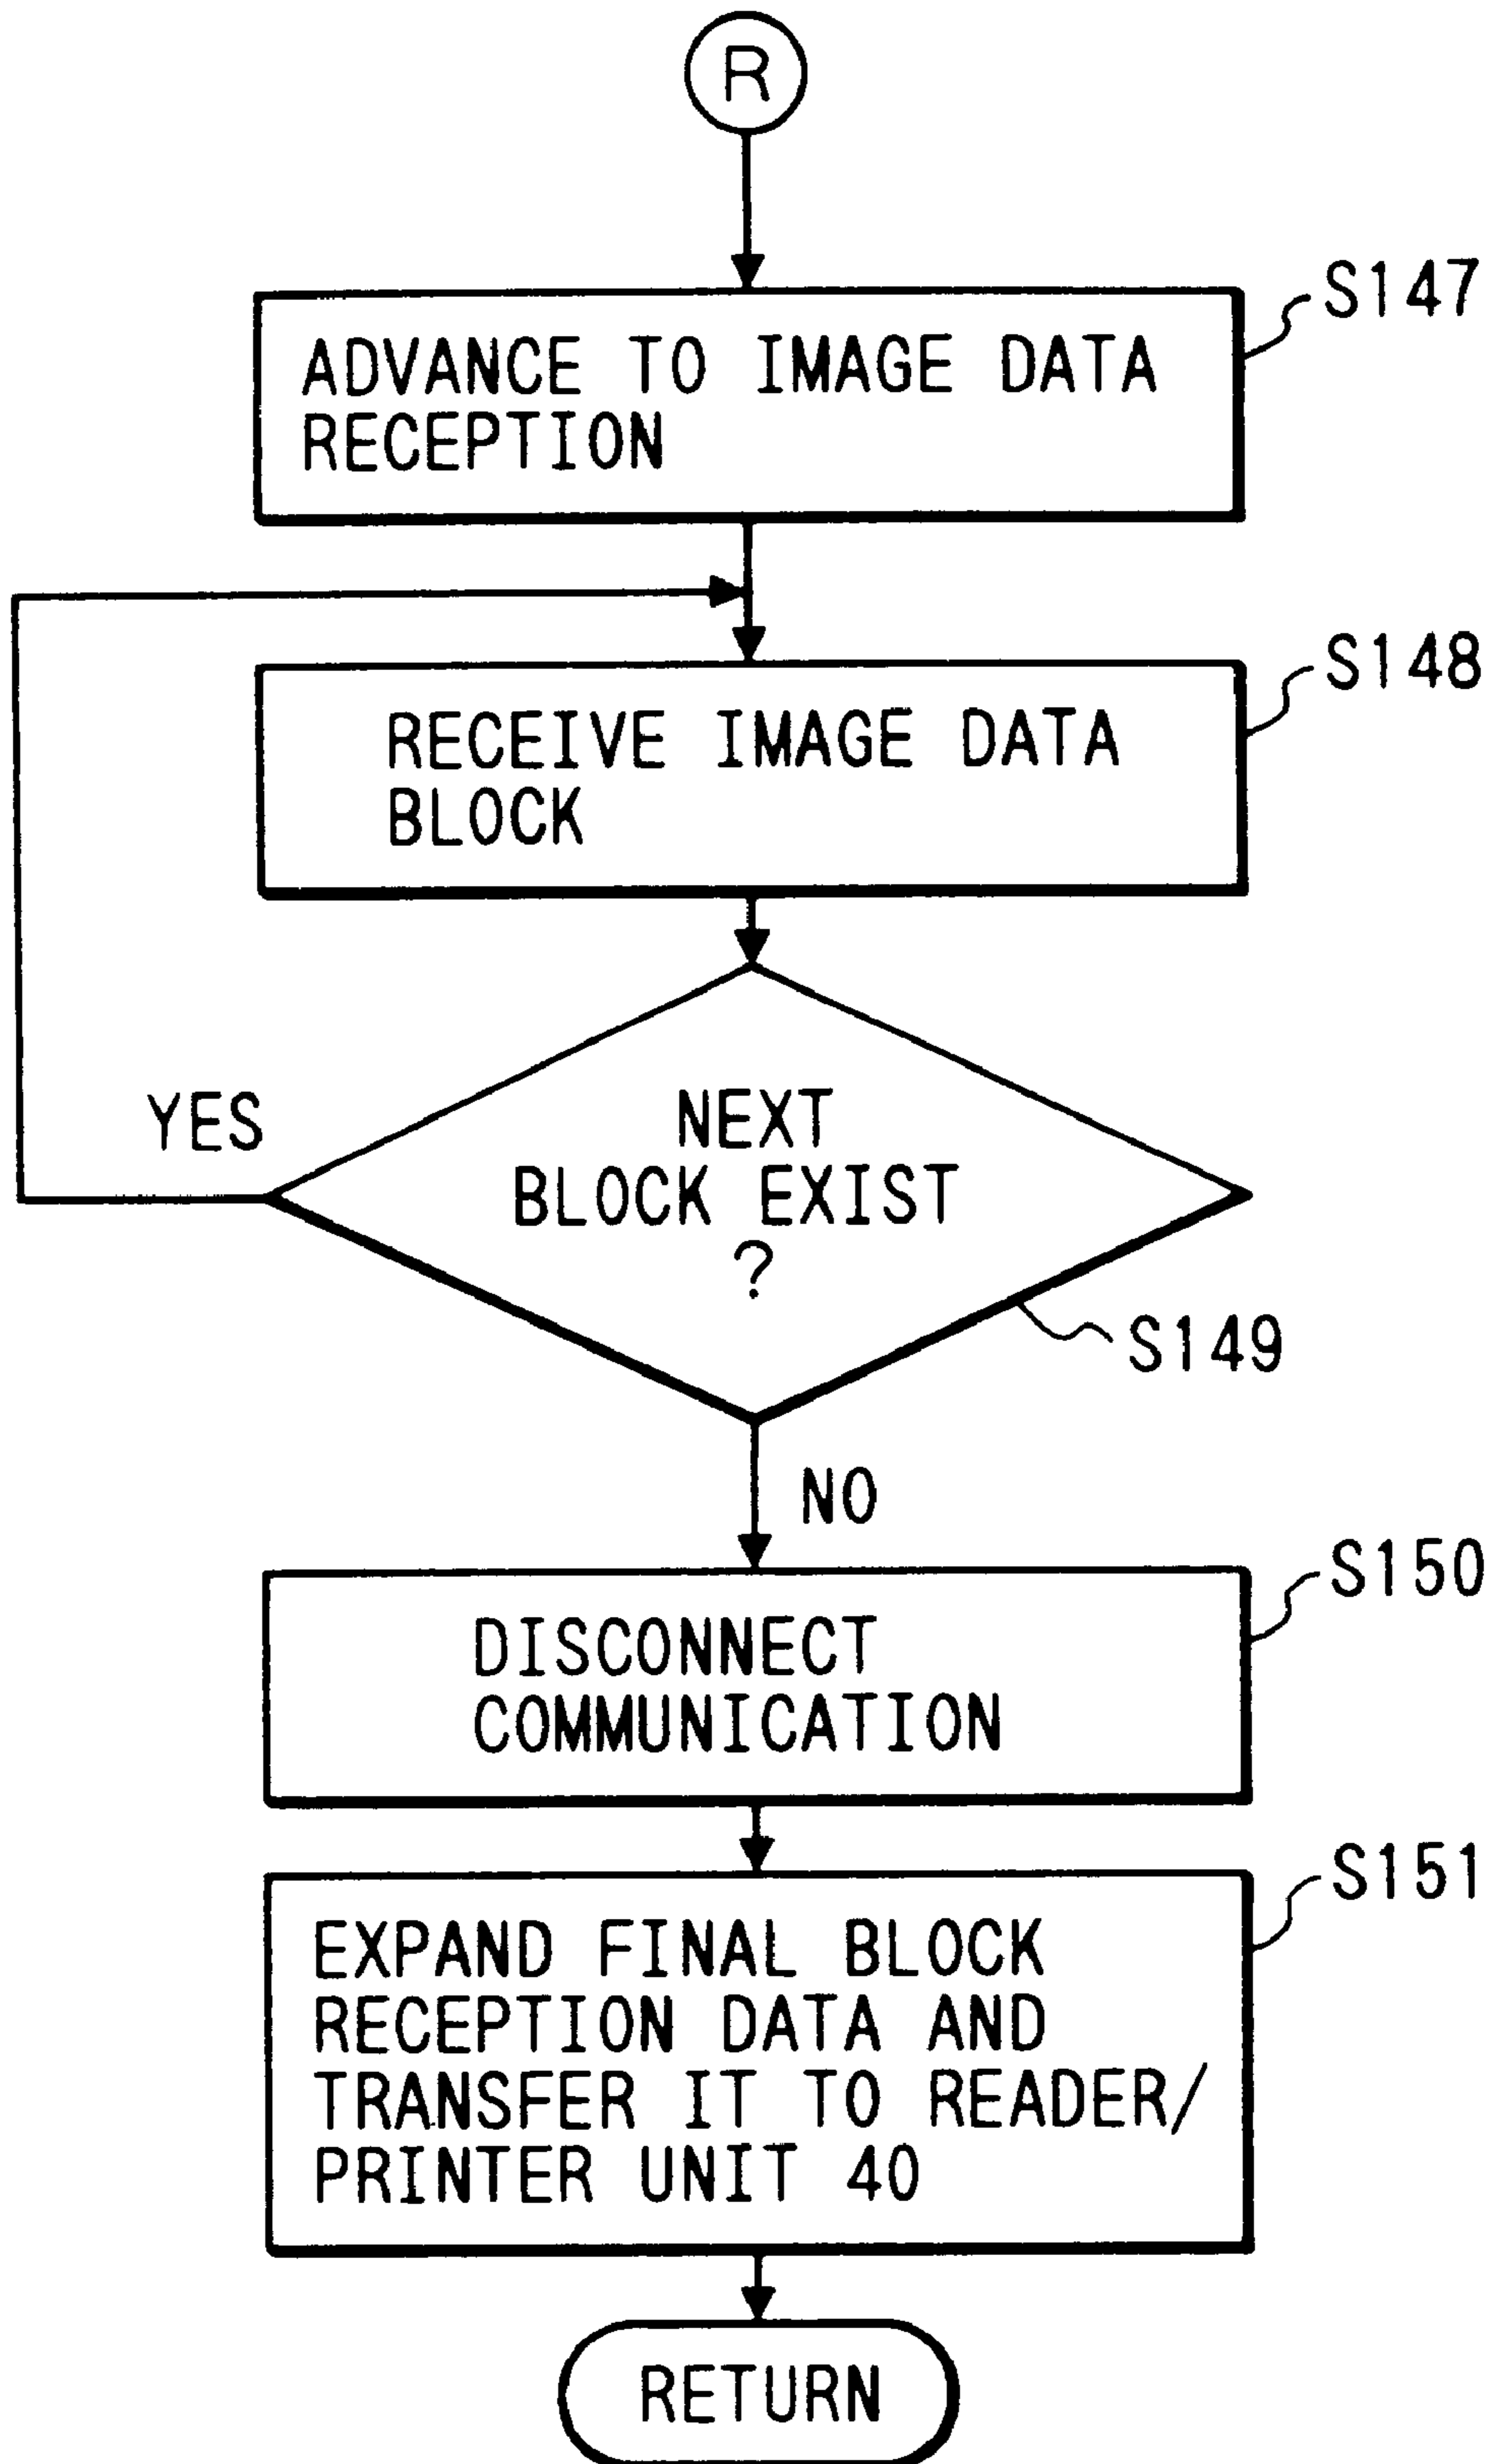 R
S147
ADVANCE TO IMAGE DATA
RECEPTION
S148
RECEIVE IMAGE DATA
BLOCK
YES
NEXT
BLOCK EXIST
?
S149
NO
S150
DISCONNECT
COMMUNICATION
S151
EXPAND FINAL BLOCK
RECEPTION DATA AND
TRANSFER IT TO READER/
PRINTER UNIT 40
RETURN